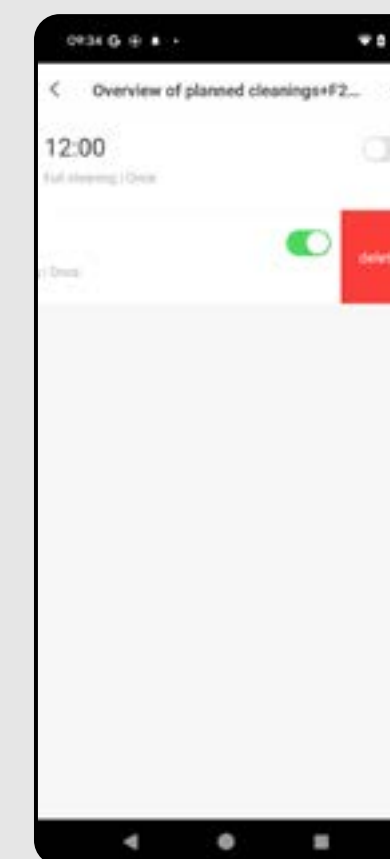 09:34 G
Overview of planned cleanings+F2...
12:00
Full cleaning | Once
| Once
delet